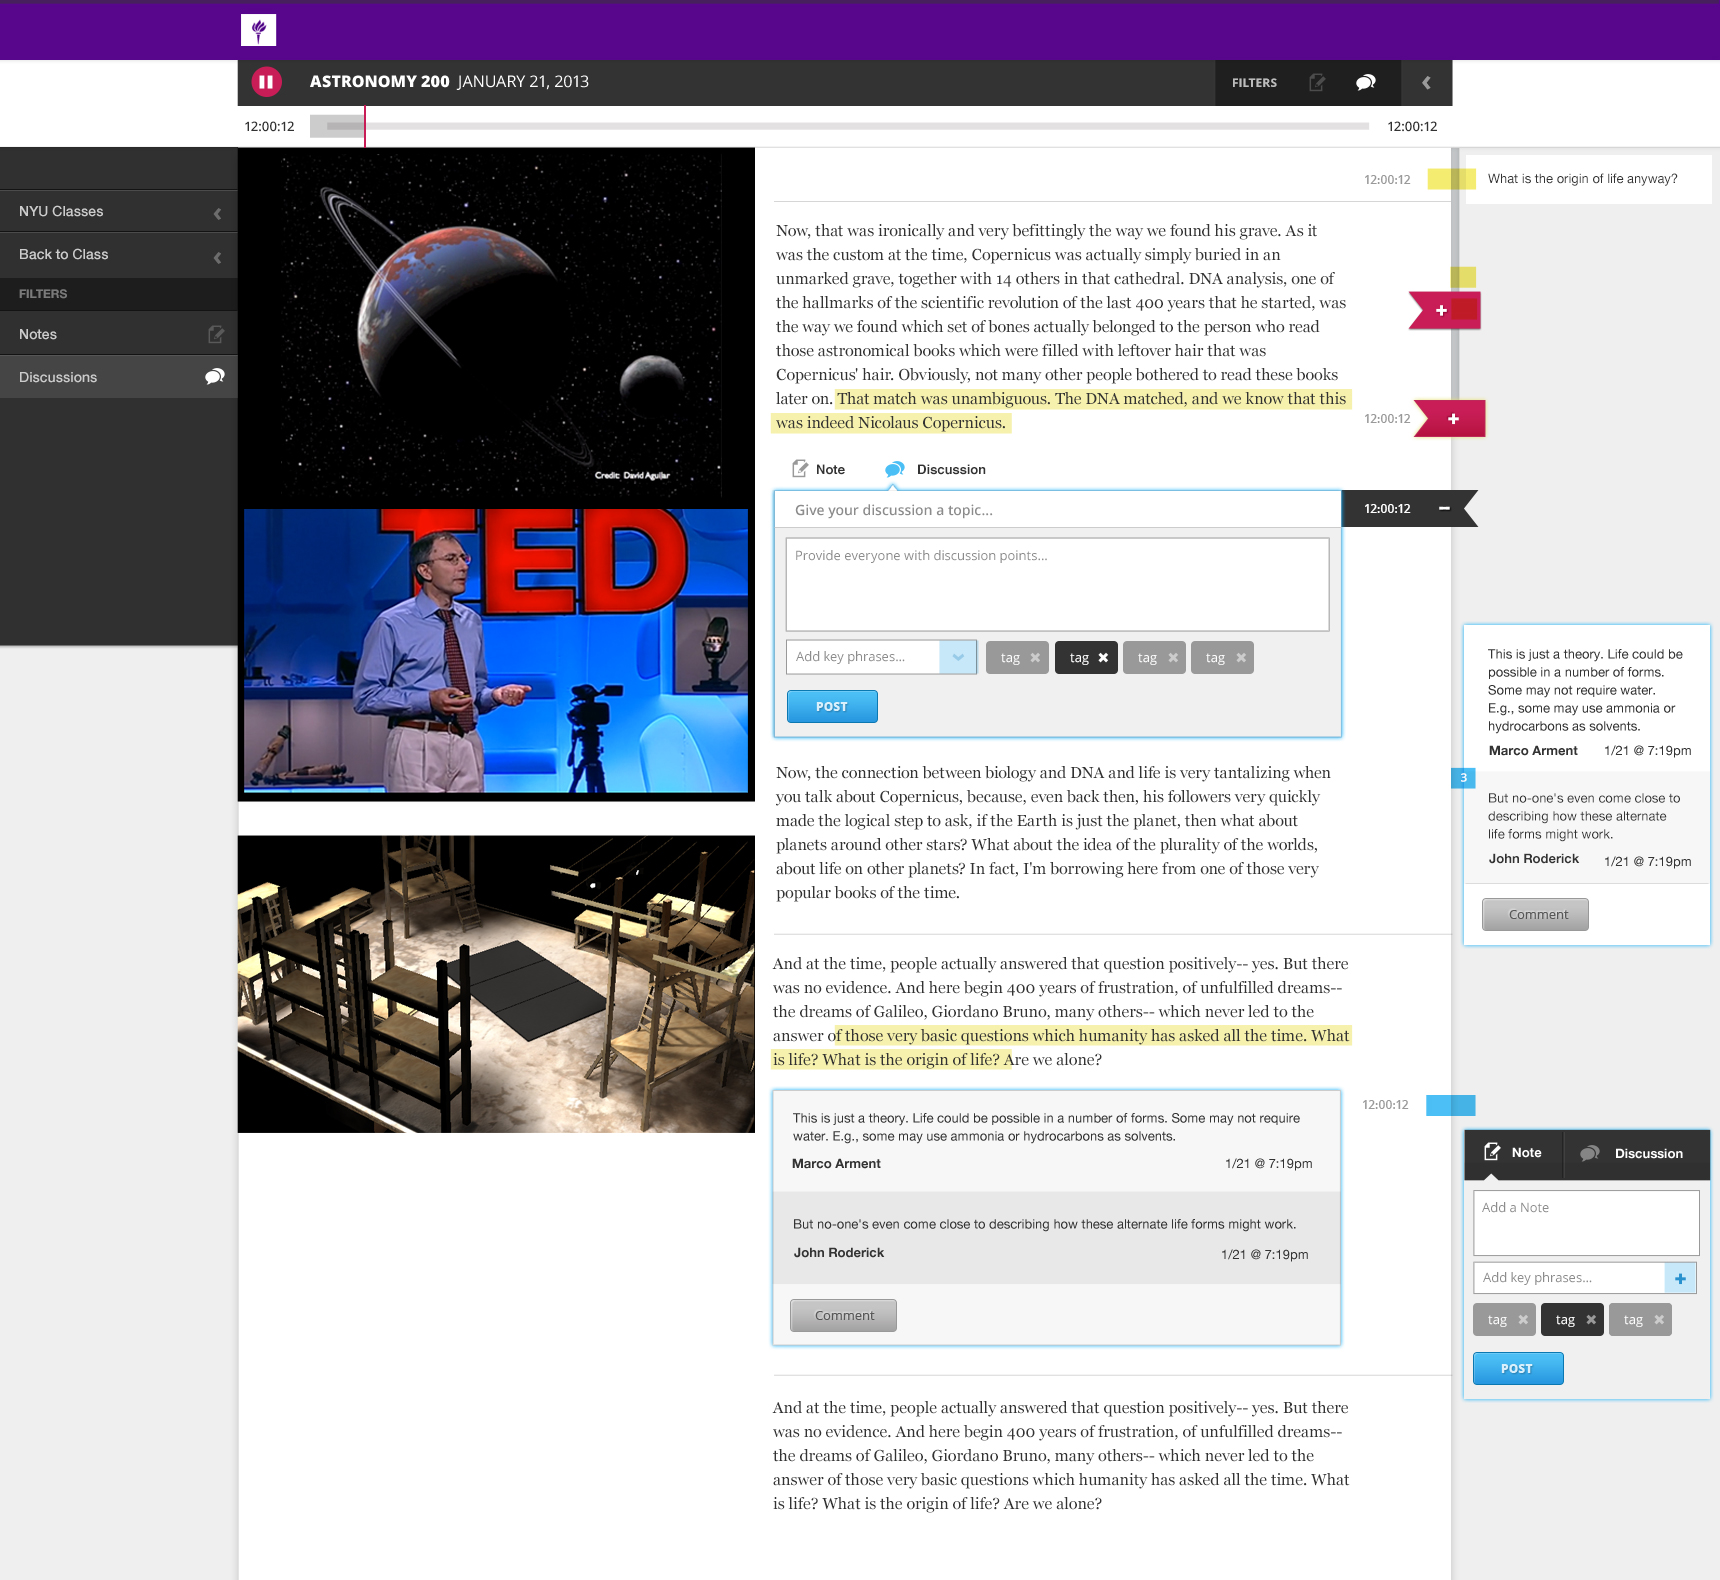 ASTRONOMY 200 JANUARY 21, 2013
FILTERS
12:00:12
12:00:12
NYU Classes
Back to Class
FILTERS
Notes
Discussions
Credit: David Aguilar
TED
12:00:12
What is the origin of life anyway?
Now, that was ironically and very befittingly the way we found his grave. As it
was the custom at the time, Copernicus was actually simply buried in an
unmarked grave, together with 14 others in that cathedral. DNA analysis, one of
the hallmarks of the scientific revolution of the last 400 years that he started, was
the way we found which set of bones actually belonged to the person who read
those astronomical books which were filled with leftover hair that was
Copernicus' hair. Obviously, not many other people bothered to read these books
later on. That match was unambiguous. The DNA matched, and we know that this
was indeed Nicolaus Copernicus.
+
12:00:12 +
Note
Discussion
Give your discussion a topic...
12:00:12 –
Provide everyone with discussion points...
Add key phrases...
tag
tag
tag
tag
POST
Now, the connection between biology and DNA and life is very tantalizing when
you talk about Copernicus, because, even back then, his followers very quickly
made the logical step to ask, if the Earth is just the planet, then what about
planets around other stars? What about the idea of the plurality of the worlds,
about life on other planets? In fact, I'm borrowing here from one of those very
popular books of the time.
This is just a theory. Life could be
possible in a number of forms.
Some may not require water.
E.g., some may use ammonia or
hydrocarbons as solvents.
Marco Arment 1/21 @ 7:19pm
3
But no-one's even come close to
describing how these alternate
life forms might work.
John Roderick 1/21 @ 7:19pm
Comment
And at the time, people actually answered that question positively-- yes. But there
was no evidence. And here begin 400 years of frustration, of unfulfilled dreams--
the dreams of Galileo, Giordano Bruno, many others-- which never led to the
answer of those very basic questions which humanity has asked all the time. What
is life? What is the origin of life? Are we alone?
12:00:12
This is just a theory. Life could be possible in a number of forms. Some may not require
water. E.g., some may use ammonia or hydrocarbons as solvents.
Marco Arment 1/21 @ 7:19pm
But no-one's even come close to describing how these alternate life forms might work.
John Roderick 1/21 @ 7:19pm
Comment
Note
Discussion
Add a Note
Add key phrases... +
tag
tag
tag
POST
And at the time, people actually answered that question positively-- yes. But there
was no evidence. And here begin 400 years of frustration, of unfulfilled dreams--
the dreams of Galileo, Giordano Bruno, many others-- which never led to the
answer of those very basic questions which humanity has asked all the time. What
is life? What is the origin of life? Are we alone?